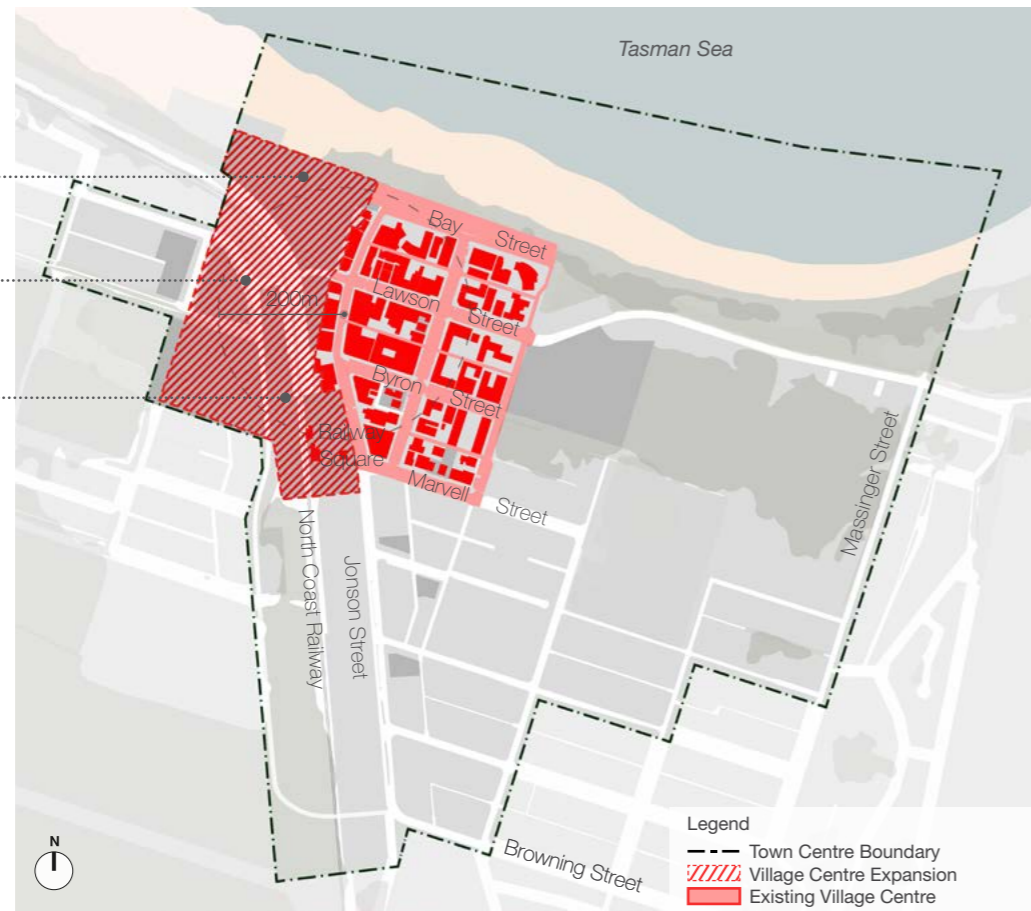 Tasman Sea
Bay Street
200m
Lawson Street
Byron Street
Railway
Square
Marvell Street
Massinger Street
North Coast Railway
Jonson Street
Browning Street
N
Legend
Town Centre Boundary
Village Centre Expansion
Existing Village Centre